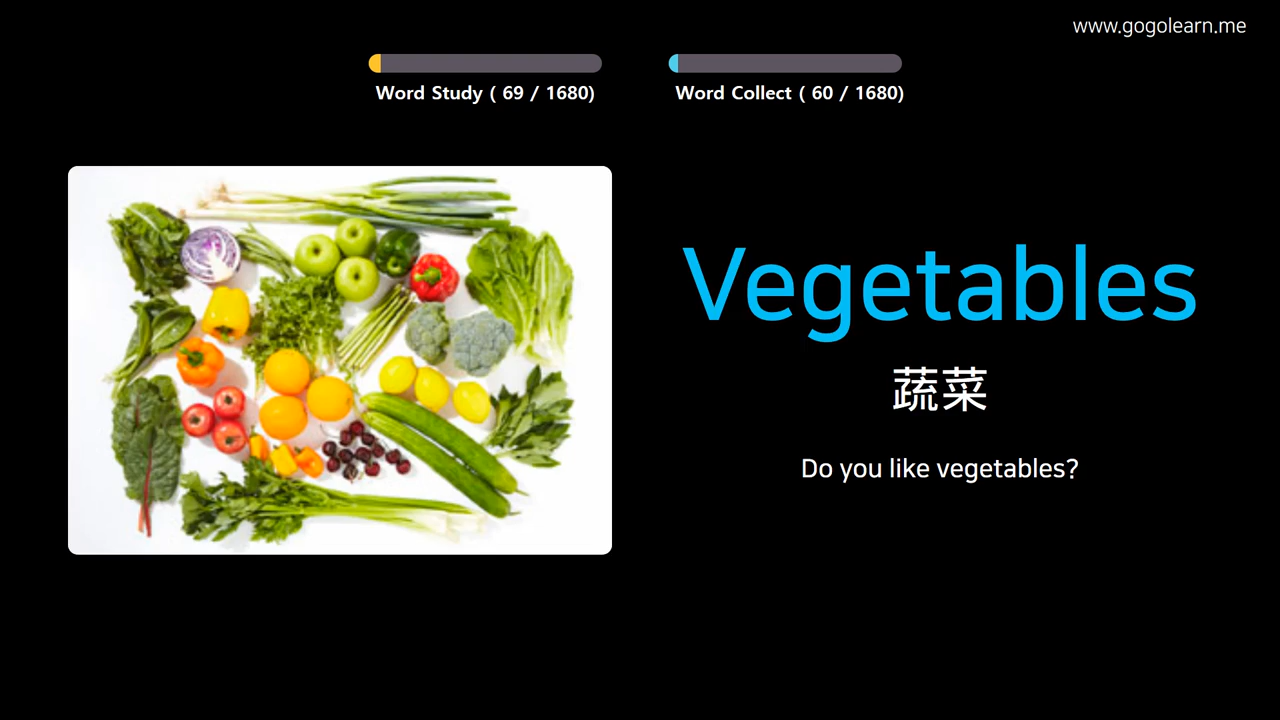 www.gogolearn.me
Word Study ( 69 / 1680)
Word Collect ( 60 / 1680)
Vegetables
蔬菜
Do you like vegetables?